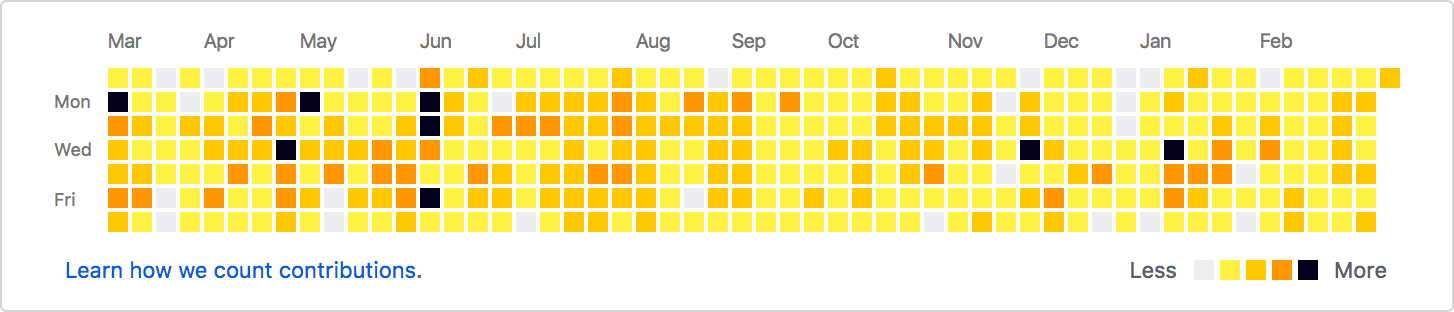 Mar Apr May Jun Jul Aug Sep Oct Nov Dec Jan Feb
Mon
Wed
Fri
Learn how we count contributions. Less More